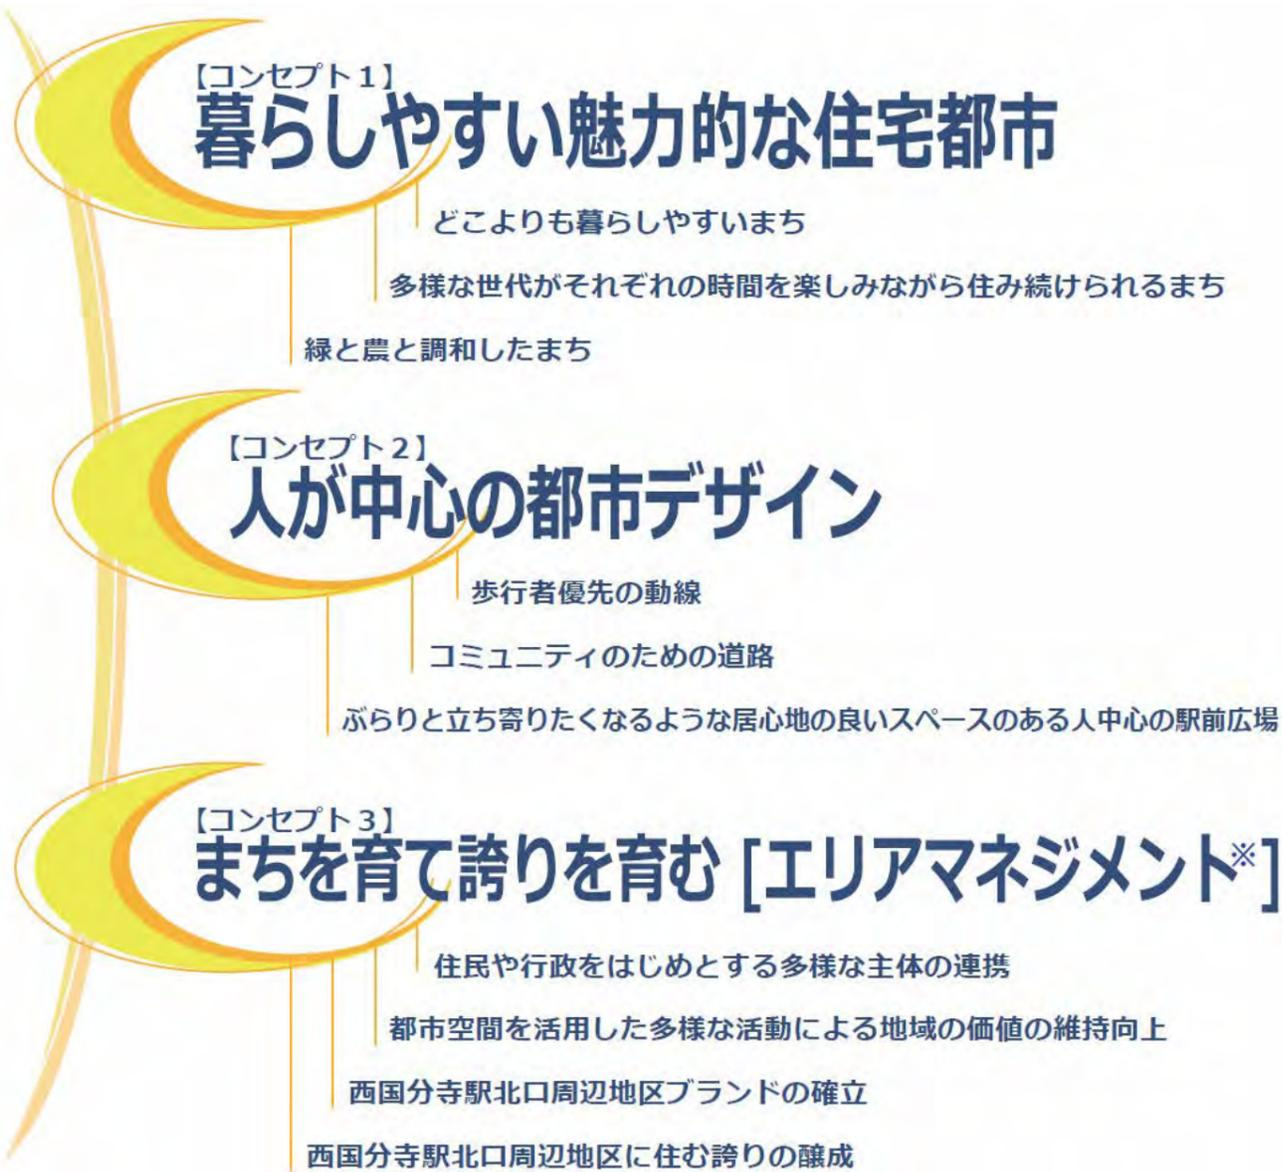 【コンセプト１】
暮らしやすい魅力的な住宅都市
どこよりも暮らしやすいまち
多様な世代がそれぞれの時間を楽しみながら住み続けられるまち
緑と農と調和したまち
【コンセプト２】
人が中心の都市デザイン
歩行者優先の動線
コミュニティのための道路
ぶらりと立ち寄りたくなるような居心地の良いスペースのある人中心の駅前広場
【コンセプト３】
まちを育て誇りを育む [エリアマネジメント※]
住民や行政をはじめとする多様な主体の連携
都市空間を活用した多様な活動による地域の価値の維持向上
西国分寺駅北口周辺地区ブランドの確立
西国分寺駅北口周辺地区に住む誇りの醸成